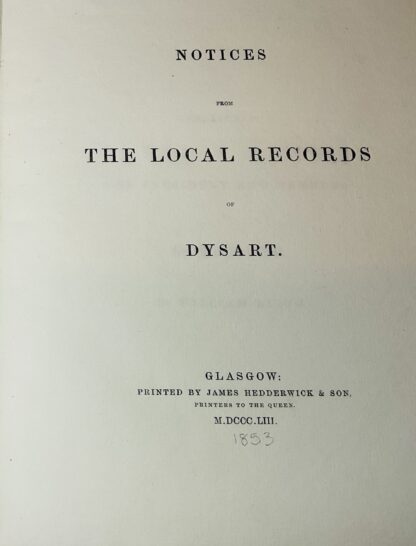 NOTICES
FROM
THE LOCAL RECORDS
OF
DYSART.
GLASGOW:
PRINTED BY JAMES HEDDERWICK & SON,
PRINTERS TO THE QUEEN.
M.DCCC.LIII.
1853